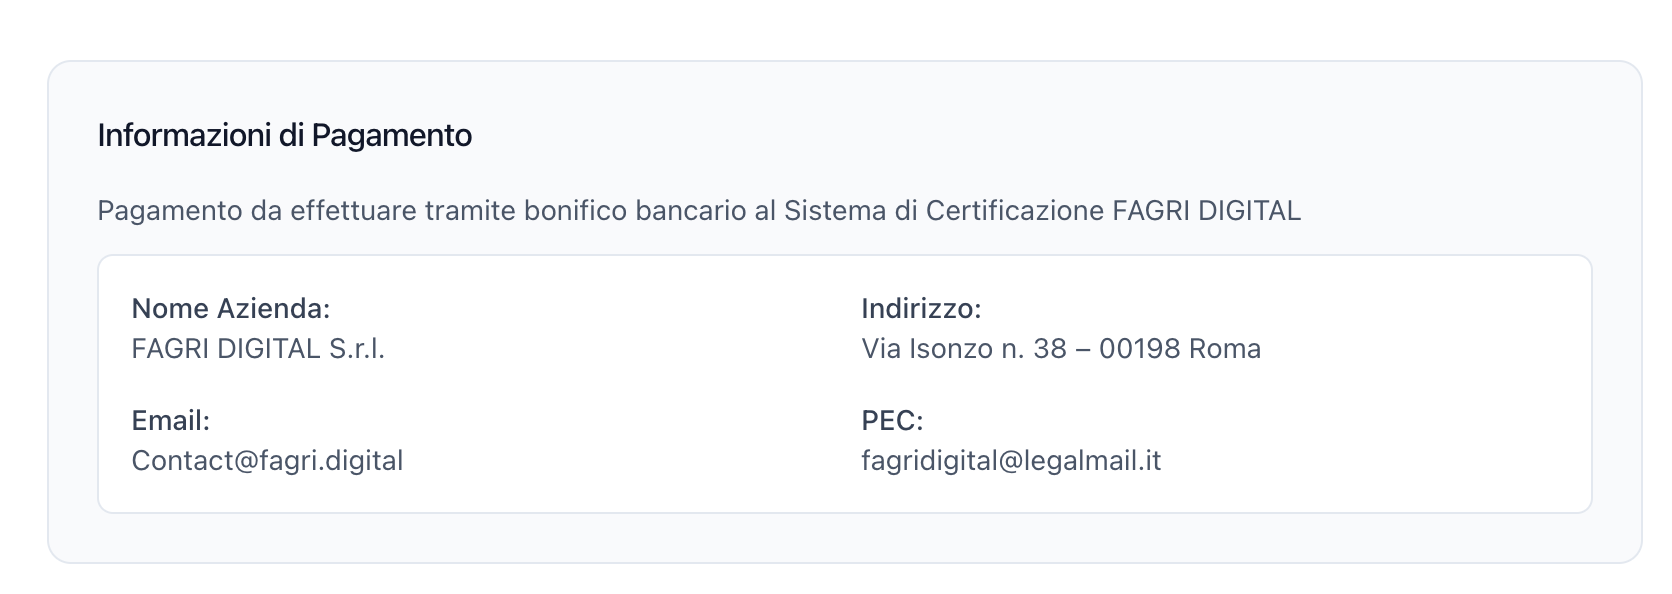 Informazioni di Pagamento
Pagamento da effettuare tramite bonifico bancario al Sistema di Certificazione FAGRI DIGITAL
Nome Azienda:
FAGRI DIGITAL S.r.l.
Indirizzo:
Via Isonzo n. 38 – 00198 Roma
Email:
Contact@fagri.digital
PEC:
fagridigital@legalmail.it